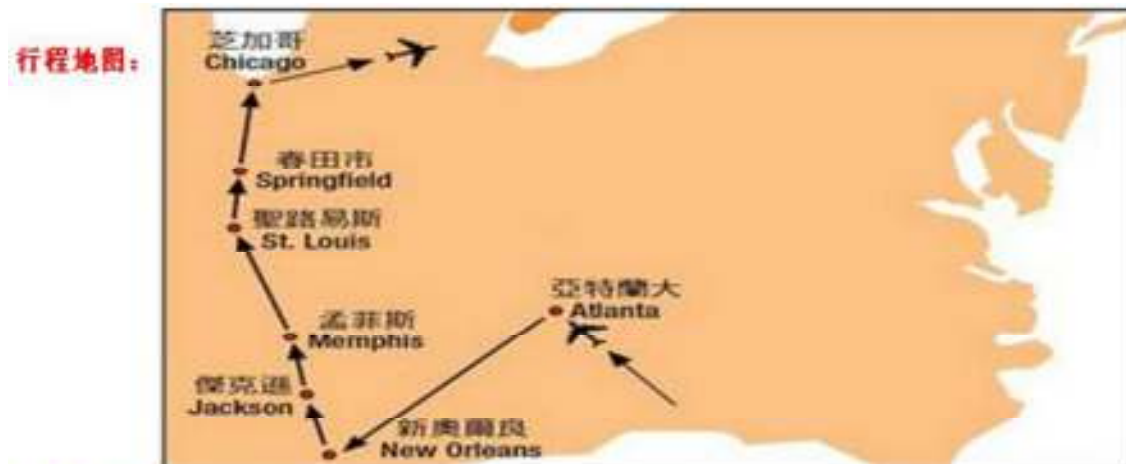 行程地图：
芝加哥
Chicago
春田市
Springfield
聖路易斯
St. Louis
亞特蘭大
Atlanta
孟菲斯
Memphis
傑克遜
Jackson
新奧爾良
New Orleans